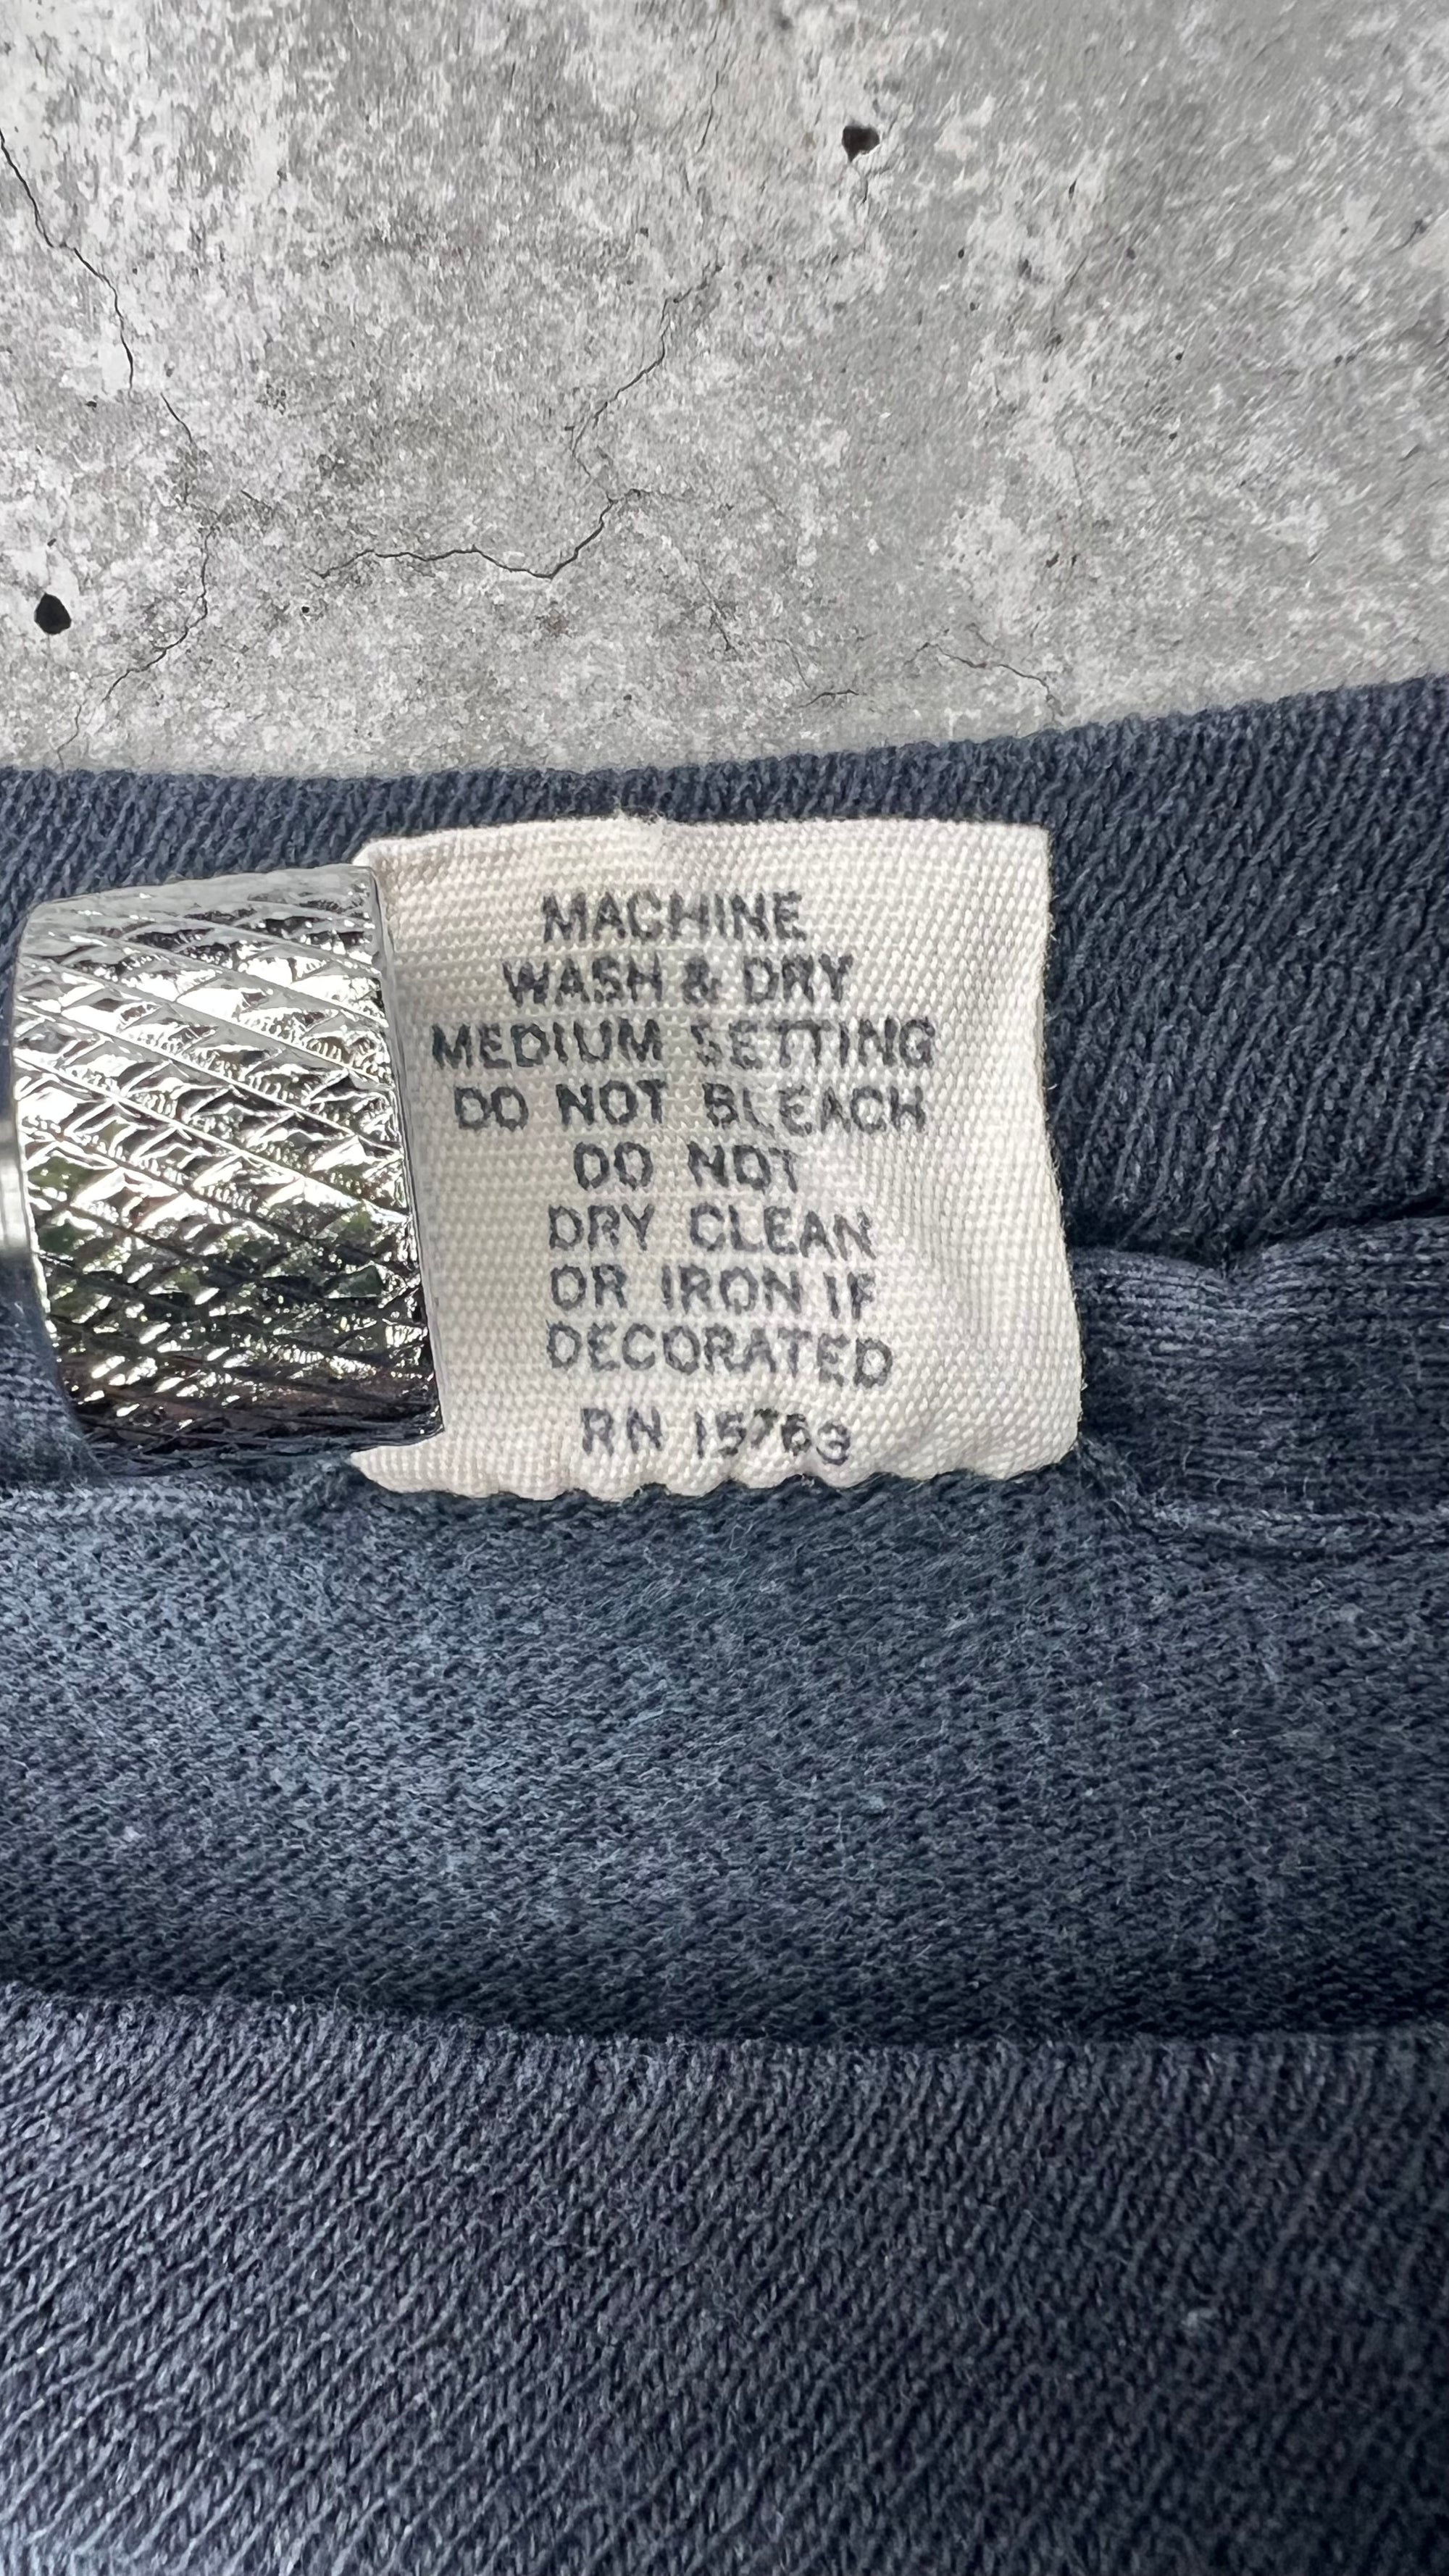 MACHINE
WASH & DRY
MEDIUM SETTING
DO NOT BLEACH
DO NOT
DRY CLEAN
OR IRON IF
DECORATED
RN 15763